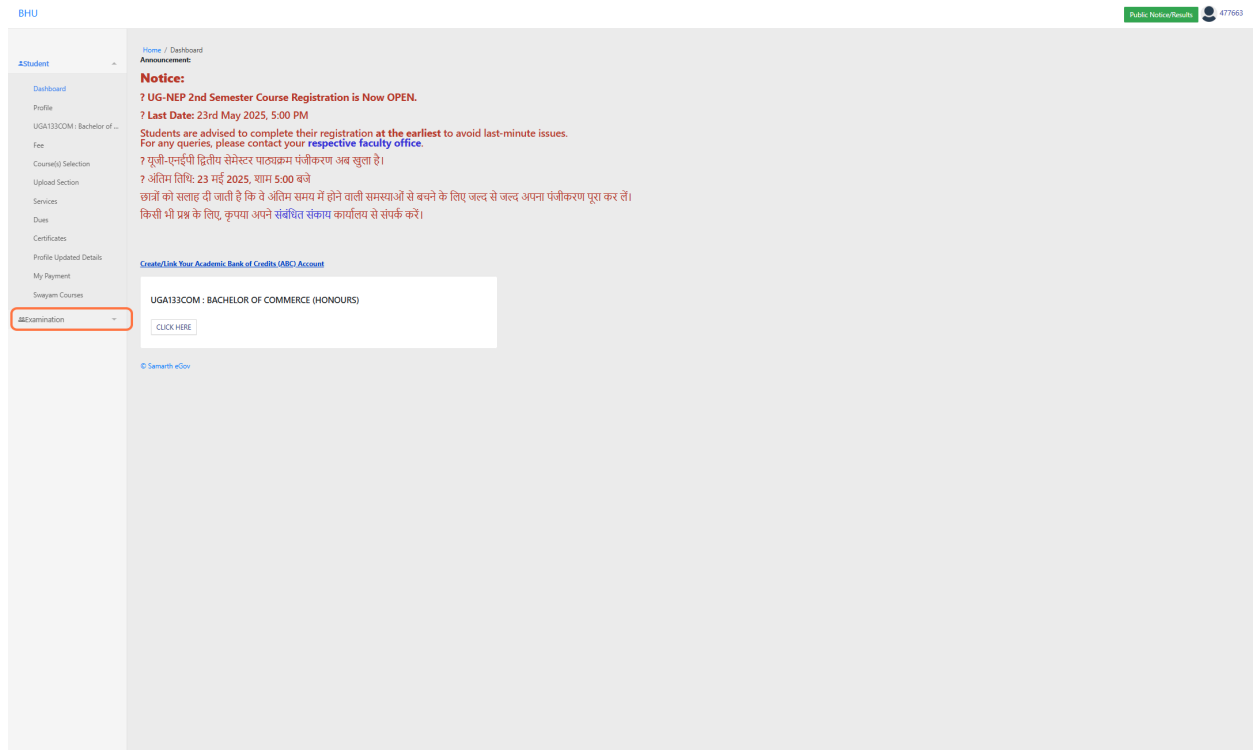 BHU
Public Notice/Results
477663
Student
Dashboard
Profile
UGA133COM : Bachelor of ...
Fee
Course(s) Selection
Upload Section
Services
Dues
Certificates
Profile Updated Details
My Payment
Swayam Courses
Examination
Home / Dashboard
Announcement:
Notice:
? UG-NEP 2nd Semester Course Registration is Now OPEN.
? Last Date: 23rd May 2025, 5:00 PM
Students are advised to complete their registration at the earliest to avoid last-minute issues.
For any queries, please contact your respective faculty office.
? यूजी-एनईपी द्वितीय सेमेस्टर पाठ्यक्रम पंजीकरण अब खुला है।
? अंतिम तिथि: 23 मई 2025, शाम 5:00 बजे
छात्रों को सलाह दी जाती है कि वे अंतिम समय में होने वाली समस्याओं से बचने के लिए जल्द से जल्द अपना पंजीकरण पूरा कर लें।
किसी भी प्रश्न के लिए, कृपया अपने संबंधित संकाय कार्यालय से संपर्क करें।
Create/Link Your Academic Bank of Credits (ABC) Account
UGA133COM : BACHELOR OF COMMERCE (HONOURS)
CLICK HERE
© Samarth eGov